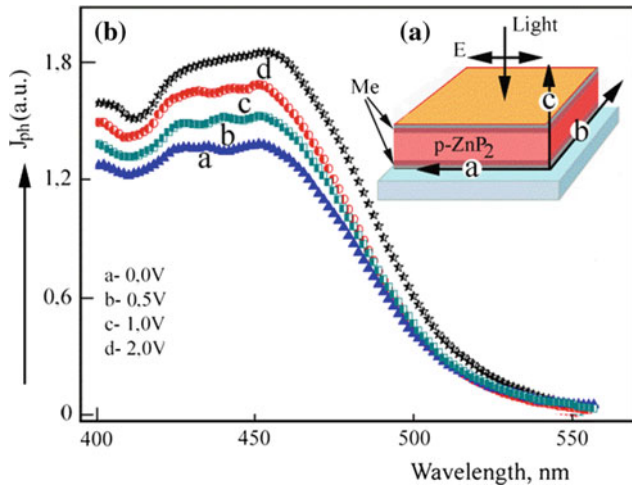 (b)
(a)
Light
E
Me
c
b
p-ZnP₂
a
J_ph (a.u.)
1.8
1.2
0.6
0
d
c
b
a
a- 0.0V
b- 0.5V
c- 1.0V
d- 2.0V
400
450
500
550
Wavelength, nm